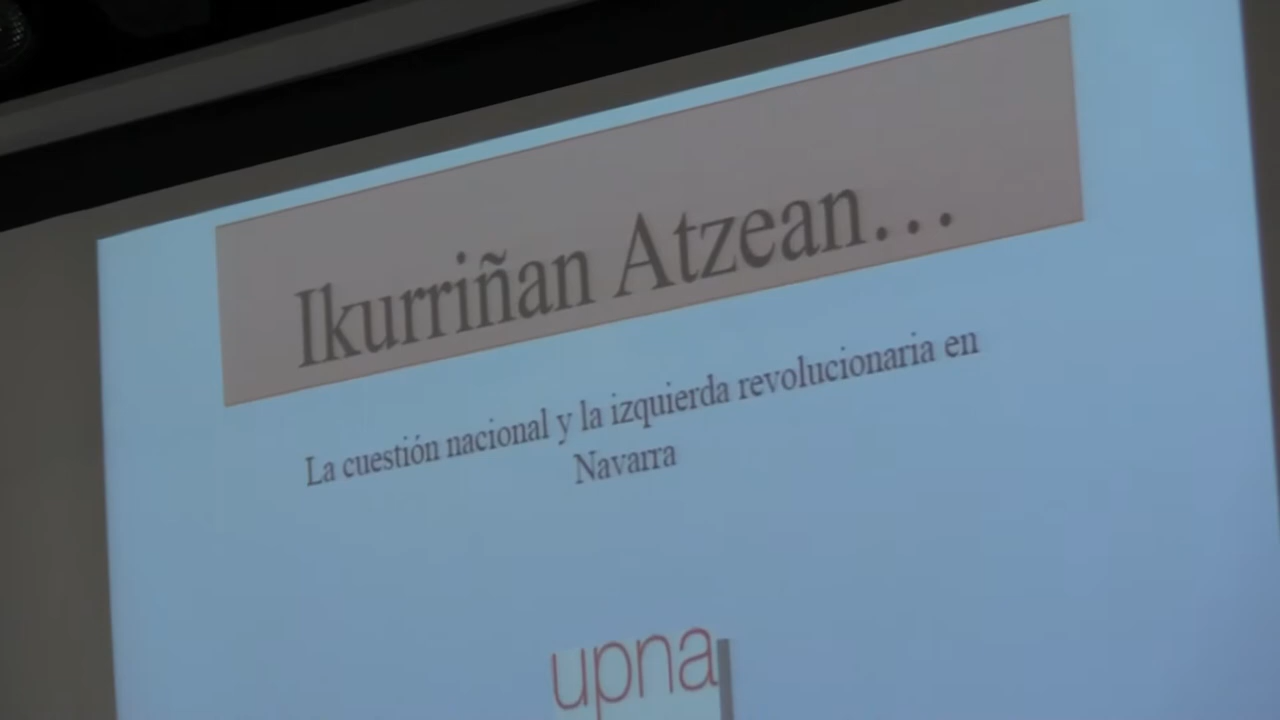 Ikurriñan Atzean...
La cuestión nacional y la izquierda revolucionaria en
Navarra
upna